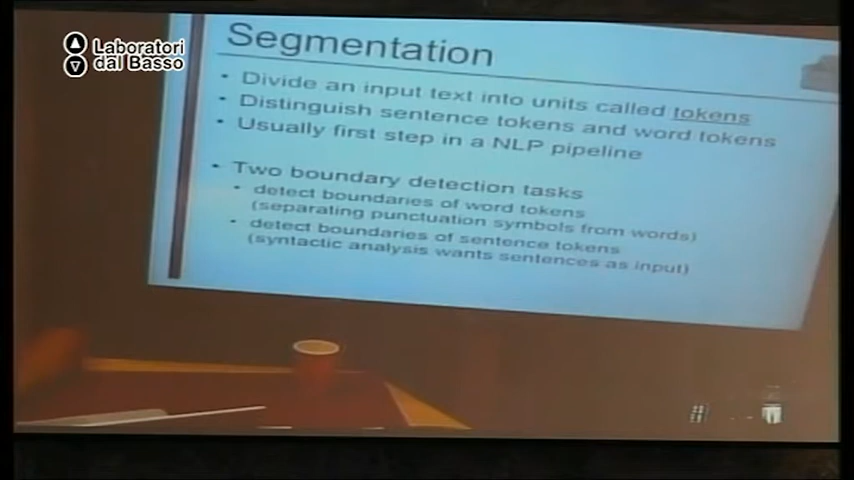 Laboratori
dal Basso
Segmentation
• Divide an input text into units called tokens
• Distinguish sentence tokens and word tokens
• Usually first step in a NLP pipeline
• Two boundary detection tasks
• detect boundaries of word tokens
(separating punctuation symbols from words)
• detect boundaries of sentence tokens
(syntactic analysis wants sentences as input)